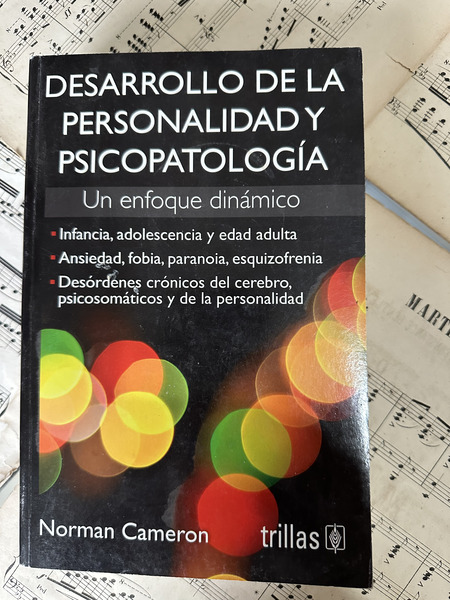 DESARROLLO DE LA
PERSONALIDAD Y
PSICOPATOLOGÍA
Un enfoque dinámico
Infancia, adolescencia y edad adulta
Ansiedad, fobia, paranoia, esquizofrenia
Desórdenes crónicos del cerebro,
psicosomáticos y de la personalidad
Norman Cameron
trillas